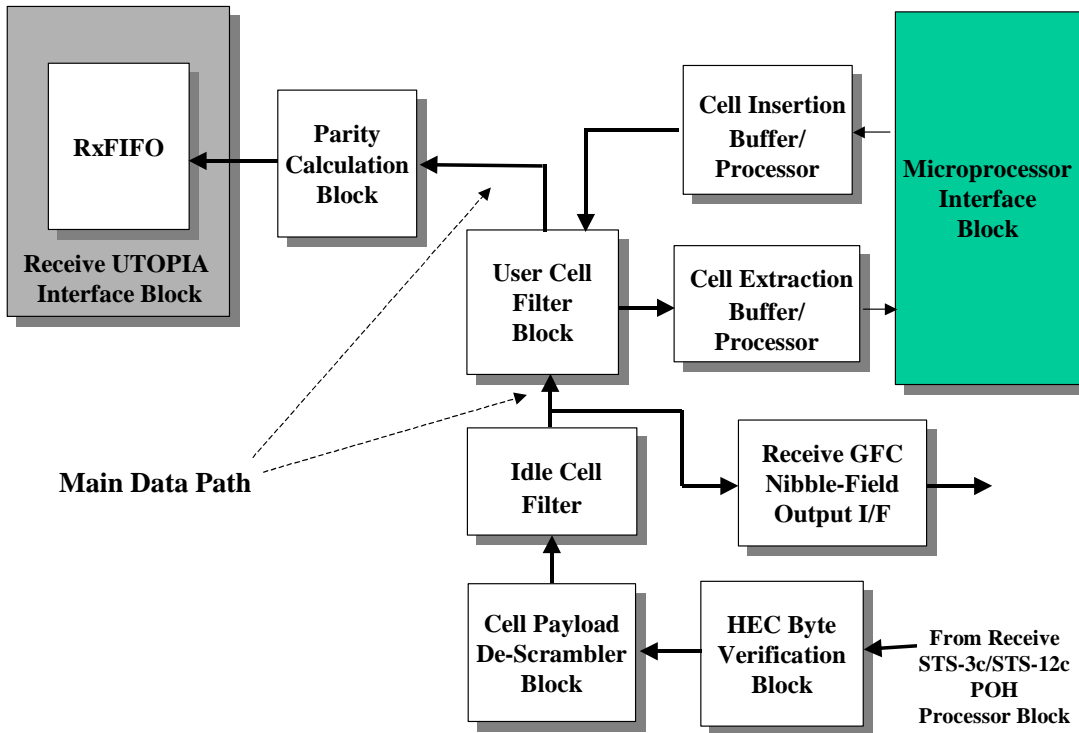 RxFIFO
Receive UTOPIA
Interface Block
Parity
Calculation
Block
Cell Insertion
Buffer/
Processor
Microprocessor
Interface
Block
User Cell
Filter
Block
Cell Extraction
Buffer/
Processor
Main Data Path
Idle Cell
Filter
Receive GFC
Nibble-Field
Output I/F
Cell Payload
De-Scrambler
Block
HEC Byte
Verification
Block
From Receive
STS-3c/STS-12c
POH
Processor Block